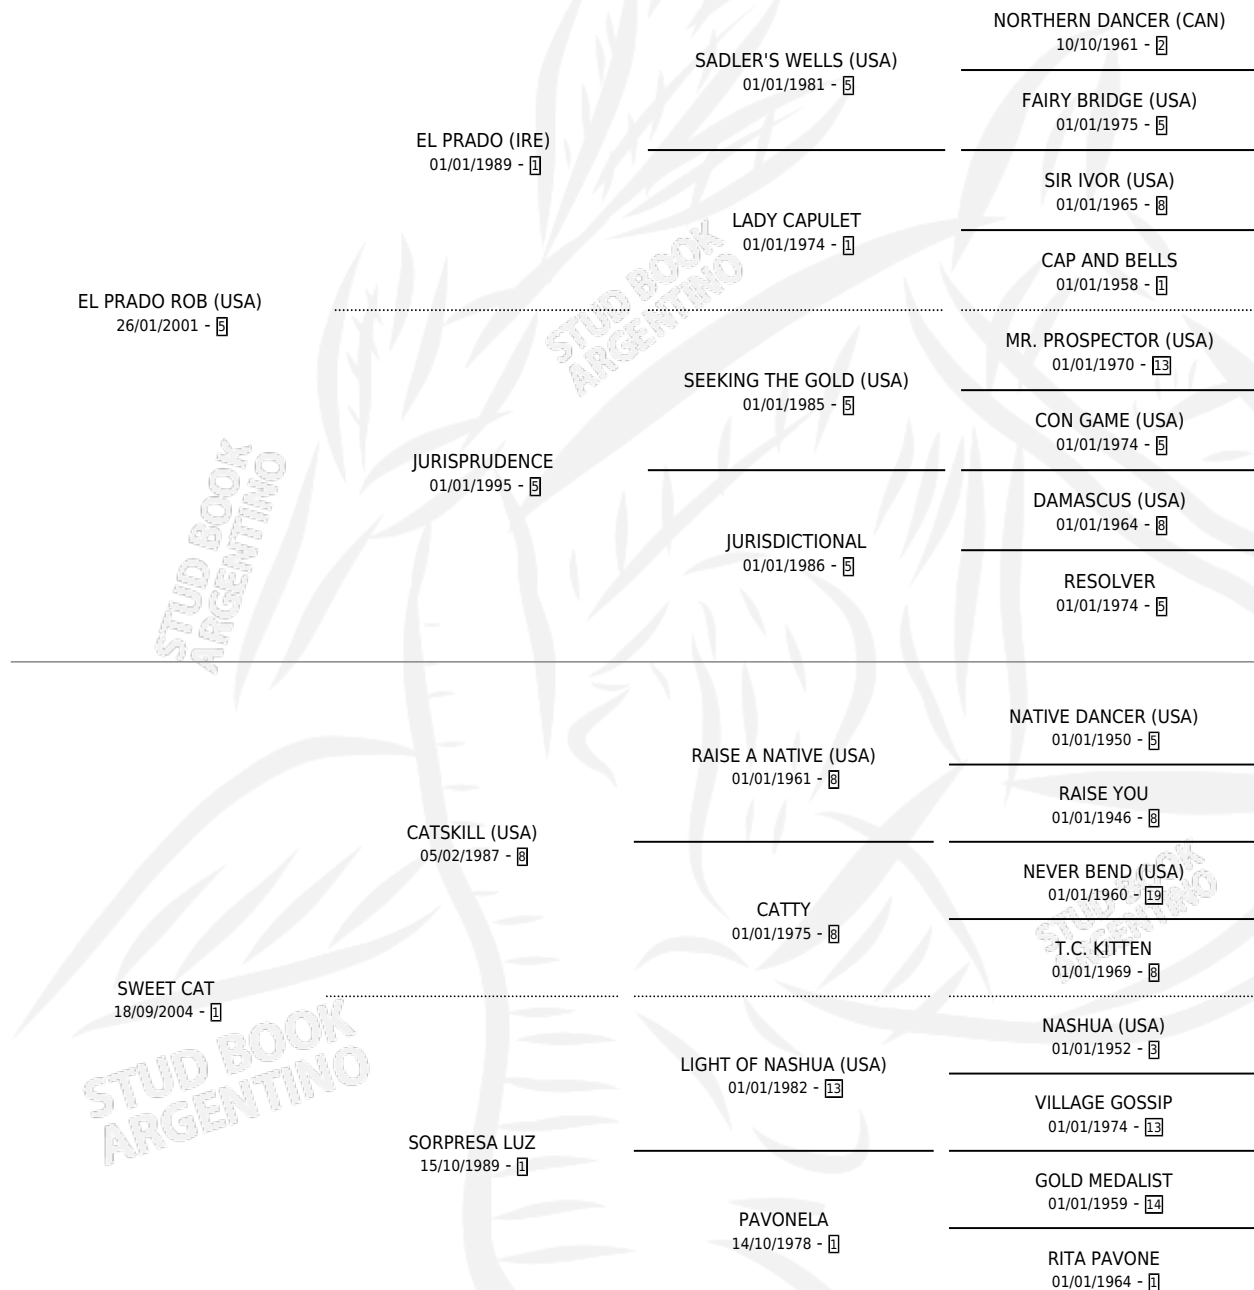 NORTHERN DANCER (CAN)
10/10/1961 - 2
SADLER'S WELLS (USA)
01/01/1981 - 5
FAIRY BRIDGE (USA)
01/01/1975 - 5
EL PRADO (IRE)
01/01/1989 - 1
SIR IVOR (USA)
01/01/1965 - 8
LADY CAPULET
01/01/1974 - 1
CAP AND BELLS
01/01/1958 - 1
EL PRADO ROB (USA)
26/01/2001 - 5
MR. PROSPECTOR (USA)
01/01/1970 - 13
SEEKING THE GOLD (USA)
01/01/1985 - 5
CON GAME (USA)
01/01/1974 - 5
JURISPRUDENCE
01/01/1995 - 5
DAMASCUS (USA)
01/01/1964 - 8
JURISDICTIONAL
01/01/1986 - 5
RESOLVER
01/01/1974 - 5
NATIVE DANCER (USA)
01/01/1950 - 5
RAISE A NATIVE (USA)
01/01/1961 - 8
RAISE YOU
01/01/1946 - 8
CATSKILL (USA)
05/02/1987 - 8
NEVER BEND (USA)
01/01/1960 - 19
CATTY
01/01/1975 - 8
T.C. KITTEN
01/01/1969 - 8
SWEET CAT
18/09/2004 - 1
NASHUA (USA)
01/01/1952 - 3
LIGHT OF NASHUA (USA)
01/01/1982 - 13
VILLAGE GOSSIP
01/01/1974 - 13
SORPRESA LUZ
15/10/1989 - 1
GOLD MEDALIST
01/01/1959 - 14
PAVONELA
14/10/1978 - 1
RITA PAVONE
01/01/1964 - 1
STUD BOOK
ARGENTINO
STUD BOOK
ARGENTINO
STUD BOOK
ARGENTINO
STUD BOOK
ARGENTINO